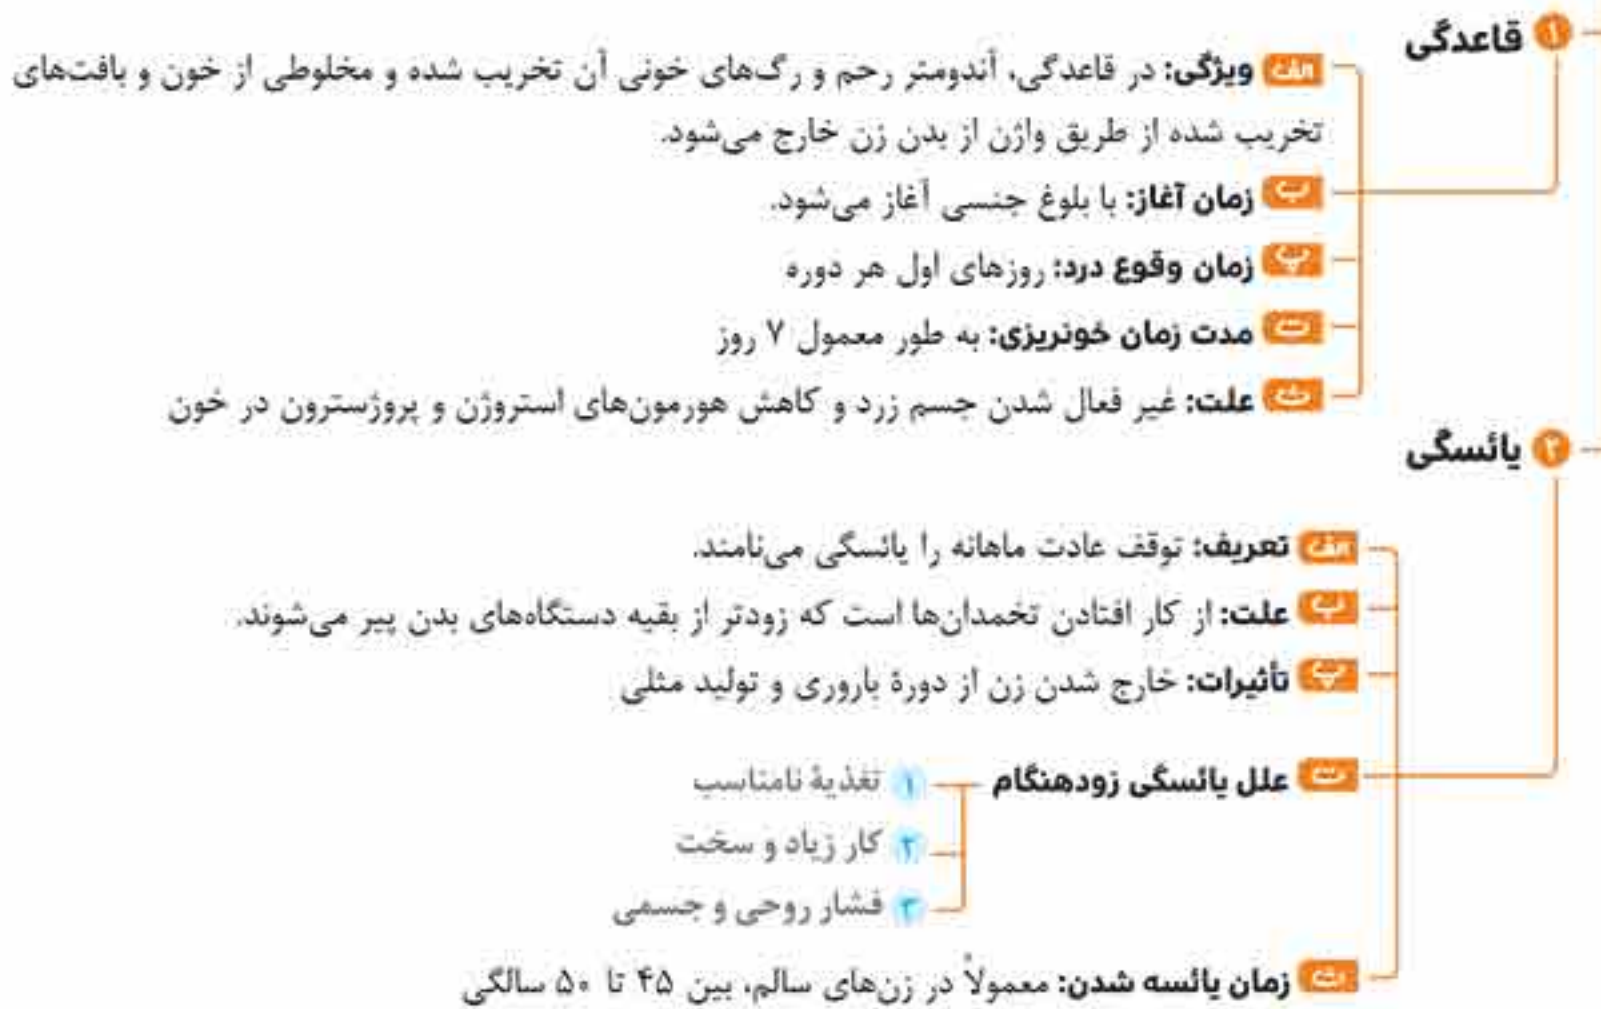 ۱ قاعدگی
الف ویژگی: در قاعدگی، آندومتر رحم و رگ‌های خونی آن تخریب شده و مخلوطی از خون و بافت‌های
تخریب شده از طریق واژن از بدن زن خارج می‌شود.
ب زمان آغاز: با بلوغ جنسی آغاز می‌شود.
پ زمان وقوع درد: روزهای اول هر دوره
ت مدت زمان خونریزی: به طور معمول ۷ روز
ث علت: غیر فعال شدن جسم زرد و کاهش هورمون‌های استروژن و پروژسترون در خون
۲ یائسگی
الف تعریف: توقف عادت ماهانه را یائسگی می‌نامند.
ب علت: از کار افتادن تخمدان‌ها است که زودتر از بقیه دستگاه‌های بدن پیر می‌شوند.
پ تأثیرات: خارج شدن زن از دورهٔ باروری و تولید مثلی
ت علل یائسگی زودهنگام ۱ تغذیهٔ نامناسب
۲ کار زیاد و سخت
۳ فشار روحی و جسمی
ث زمان یائسه شدن: معمولاً در زن‌های سالم، بین ۴۵ تا ۵۰ سالگی